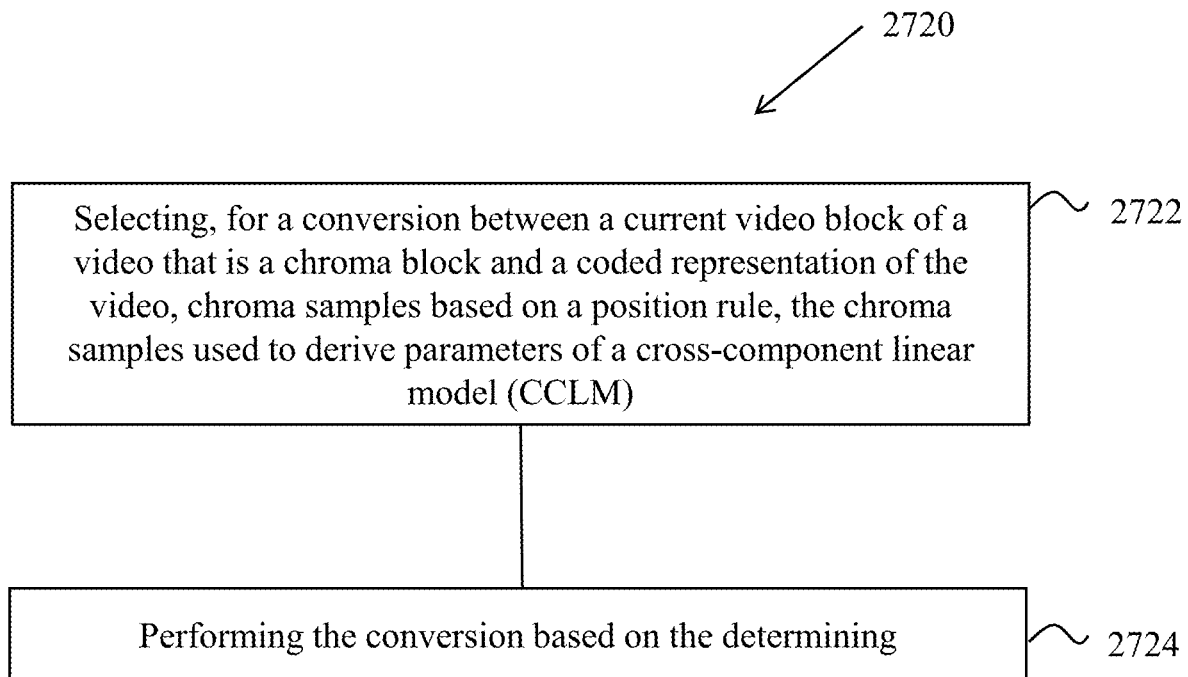 2720
Selecting, for a conversion between a current video block of a
video that is a chroma block and a coded representation of the
video, chroma samples based on a position rule, the chroma
samples used to derive parameters of a cross-component linear
model (CCLM)
2722
Performing the conversion based on the determining
2724